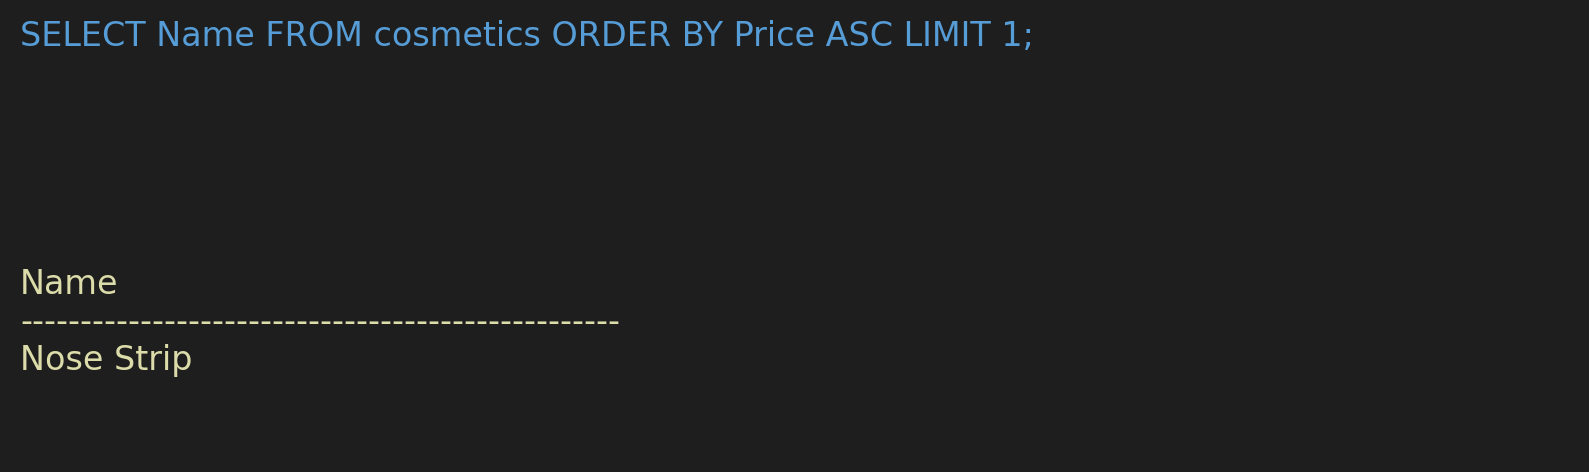 SELECT Name FROM cosmetics ORDER BY Price ASC LIMIT 1;
Name
--------------------------------------------------
Nose Strip